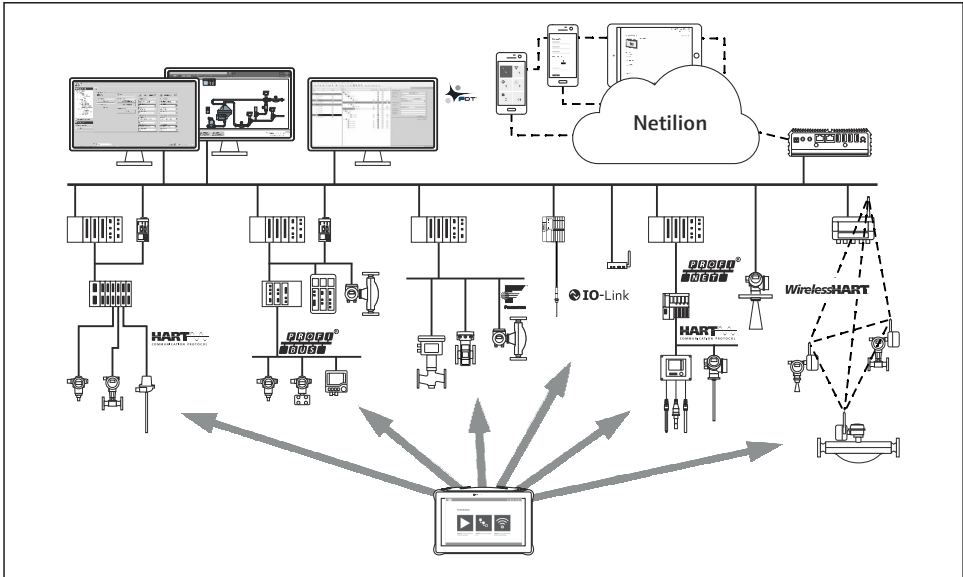 FDT
Netilion
PROFI®
NET
IO-Link
WirelessHART
HART
COMMUNICATION PROTOCOL
PROFI®
BUS
HART
COMMUNICATION PROTOCOL